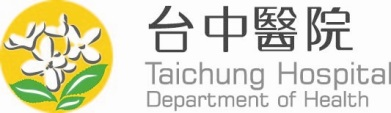 台中醫院
Taichung Hospital
Department of Health